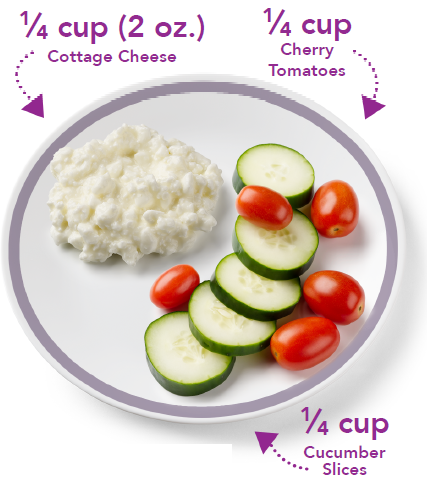 ¼ cup (2 oz.)
Cottage Cheese
¼ cup
Cherry
Tomatoes
¼ cup
Cucumber
Slices